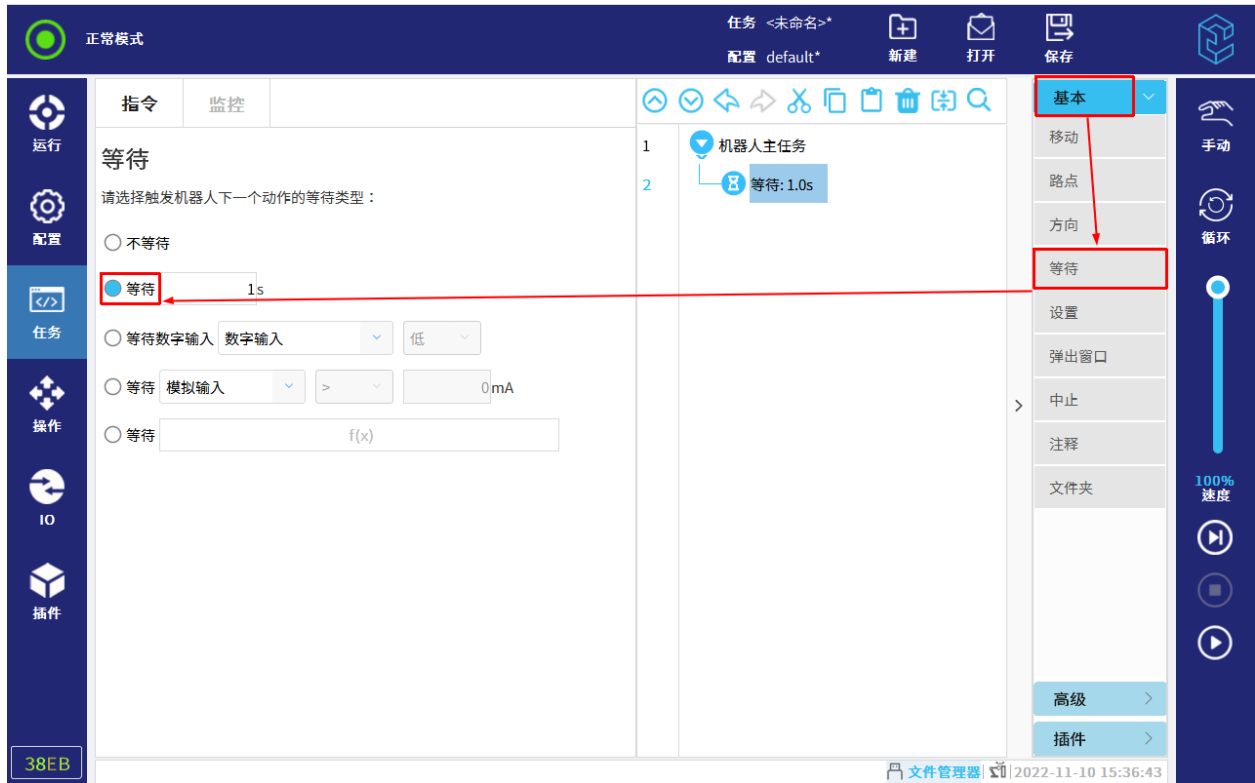 正常模式
任务 <未命名>*
配置 default*
新建
打开
保存
运行
配置
任务
操作
IO
插件
38EB
指令
监控
等待
请选择触发机器人下一个动作的等待类型：
不等待
等待 1s
等待数字输入 数字输入 低
等待 模拟输入 > 0mA
等待 f(x)
1 机器人主任务
2 等待: 1.0s
基本
移动
路点
方向
等待
设置
弹出窗口
中止
注释
文件夹
高级
插件
手动
循环
100%
速度
文件管理器 2022-11-10 15:36:43